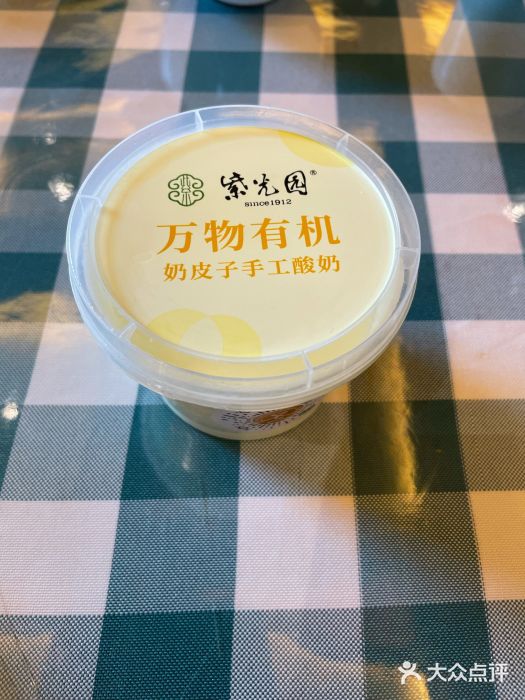 紫光园®
since1912
万物有机
奶皮子手工酸奶
大众点评